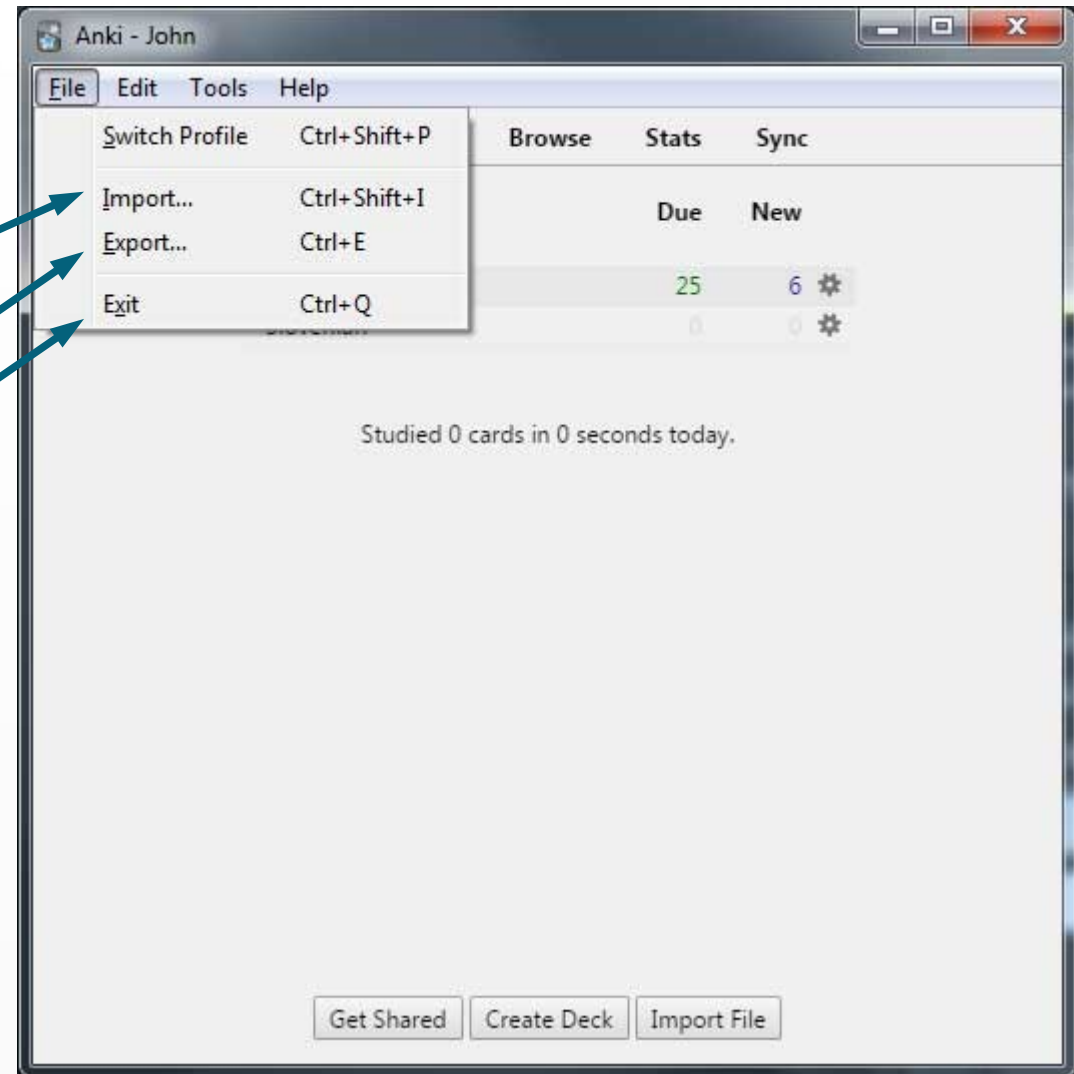 Anki - John
File Edit Tools Help
Switch Profile Ctrl+Shift+P
Browse Stats Sync
Import... Ctrl+Shift+I
Due New
Export... Ctrl+E
25 6
Exit Ctrl+Q
0 0
Studied 0 cards in 0 seconds today.
Get Shared Create Deck Import File